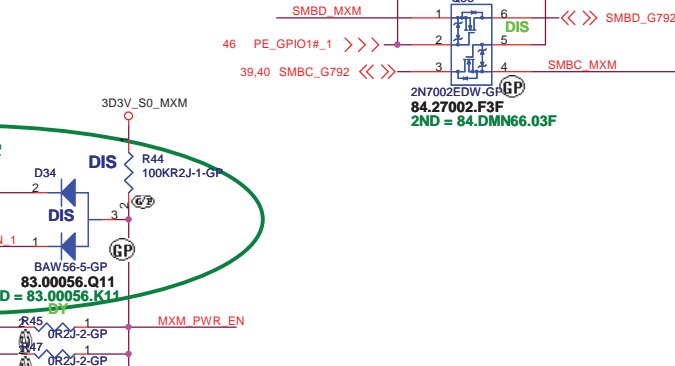 SMBD_MXM
1
6
SMBD_G792
DIS
46 PE_GPIO1#_1
2
5
39,40 SMBC_G792
3
4
SMBC_MXM
2N7002EDW-GP
GP
84.27002.F3F
2ND = 84.DMN66.03F
3D3V_S0_MXM
DIS
R44
100KR2J-1-GP
D34
2
2
G/P
DIS
3
1
GP
BAW56-5-GP
83.00056.Q11
D = 83.00056.K11
DY
R45
2
1
MXM_PWR_EN
0R2J-2-GP
R47
1
0R2J-2-GP